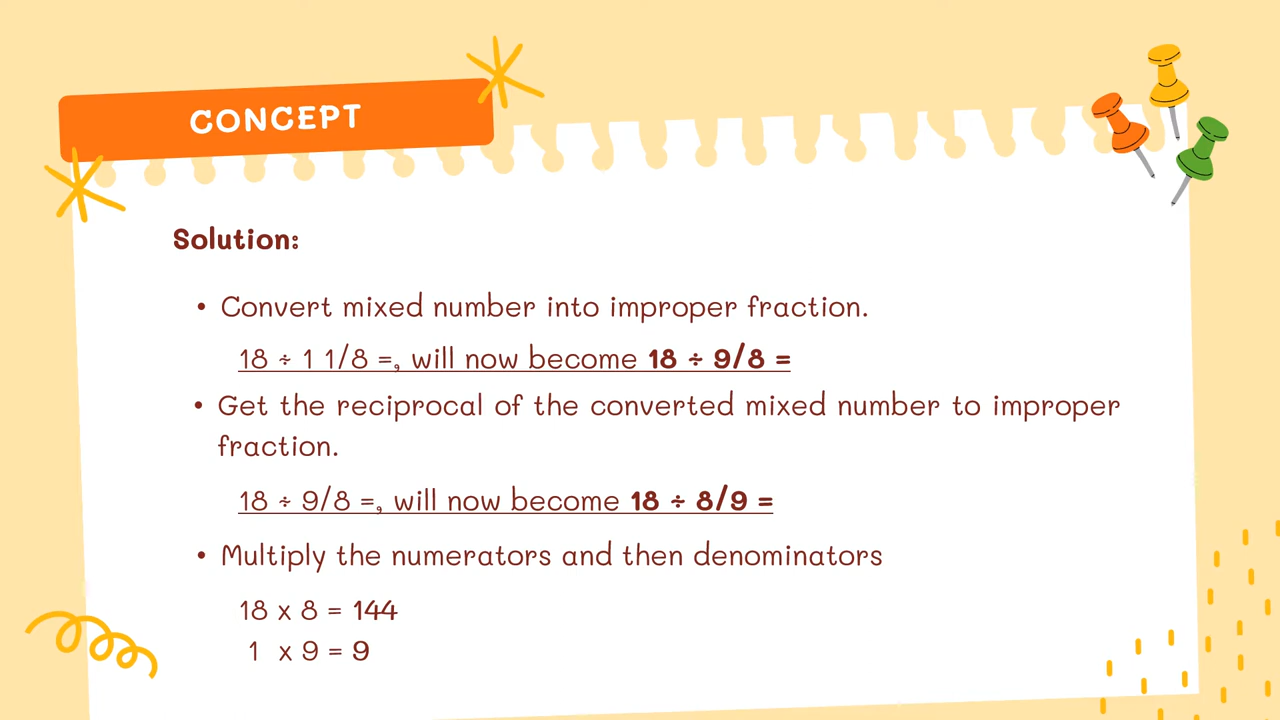 CONCEPT
Solution:
• Convert mixed number into improper fraction.
18 ÷ 1 1/8 =, will now become 18 ÷ 9/8 =
• Get the reciprocal of the converted mixed number to improper
fraction.
18 ÷ 9/8 =, will now become 18 ÷ 8/9 =
• Multiply the numerators and then denominators
18 x 8 = 144
1 x 9 = 9